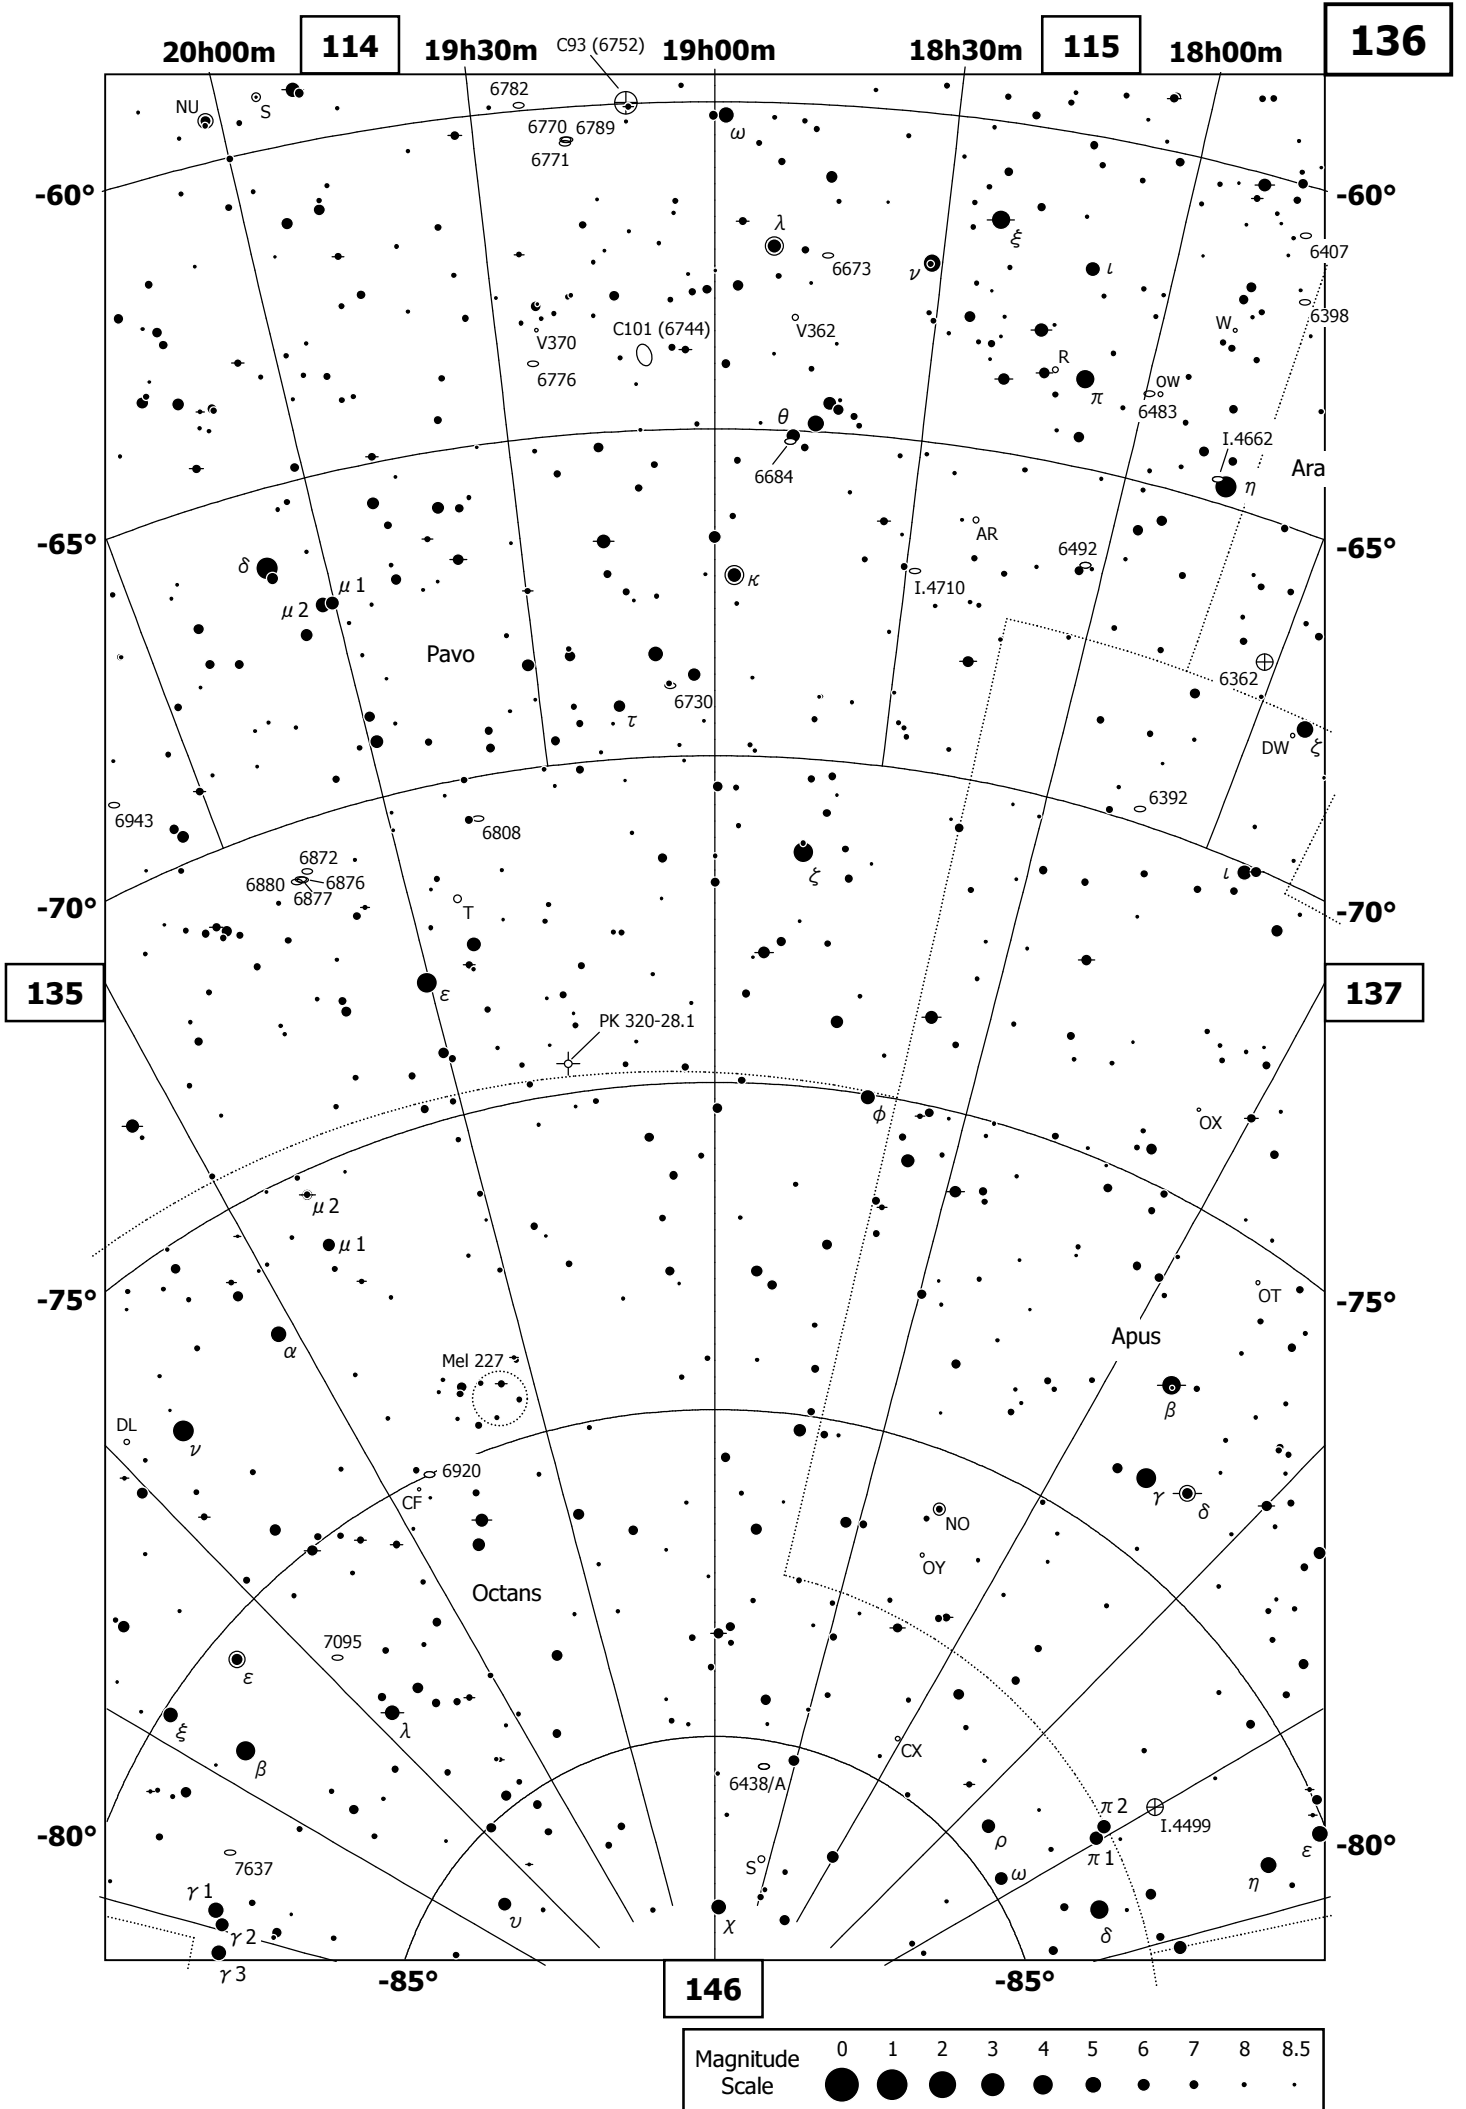 20h00m 114 19h30m C93 (6752) 19h00m 18h30m 115 18h00m 136
NU S 6782
6770 6789 ω
6771
-60° -60°
λ ξ
6673 ν ι 6407
6398
V370 C101 (6744) V362 W
6776 R OW
π 6483
θ I.4662
6684 η Ara
-65° AR -65°
δ μ 1 κ 6492
μ 2 I.4710
Pavo
6730 6362
τ DW ζ
6943 6808 6392
6872 ζ
6880 6876 ι
6877 T
-70° -70°
135 ε 137
PK 320-28.1
φ OX
μ 2
μ 1
-75° OT -75°
α Apus
Mel 227
β
DL ν
6920 γ δ
CF NO
OY
Octans
7095
ε
ξ λ
β CX
6438/A
π 2
-80° ρ I.4499 -80°
7637 S π 1 ε
ω η
γ 1 υ χ
γ 2 δ
γ 3
-85° 146 -85°
Magnitude Scale 0 1 2 3 4 5 6 7 8 8.5